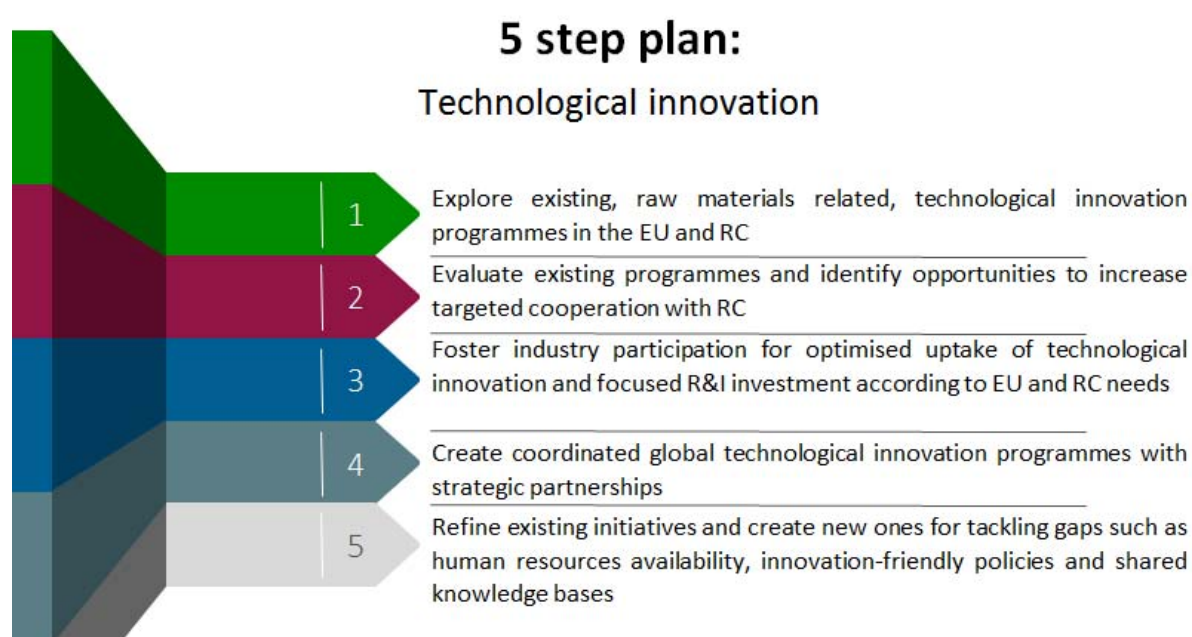 5 step plan:
Technological innovation
1
Explore existing, raw materials related, technological innovation
programmes in the EU and RC
2
Evaluate existing programmes and identify opportunities to increase
targeted cooperation with RC
3
Foster industry participation for optimised uptake of technological
innovation and focused R&I investment according to EU and RC needs
4
Create coordinated global technological innovation programmes with
strategic partnerships
5
Refine existing initiatives and create new ones for tackling gaps such as
human resources availability, innovation-friendly policies and shared
knowledge bases